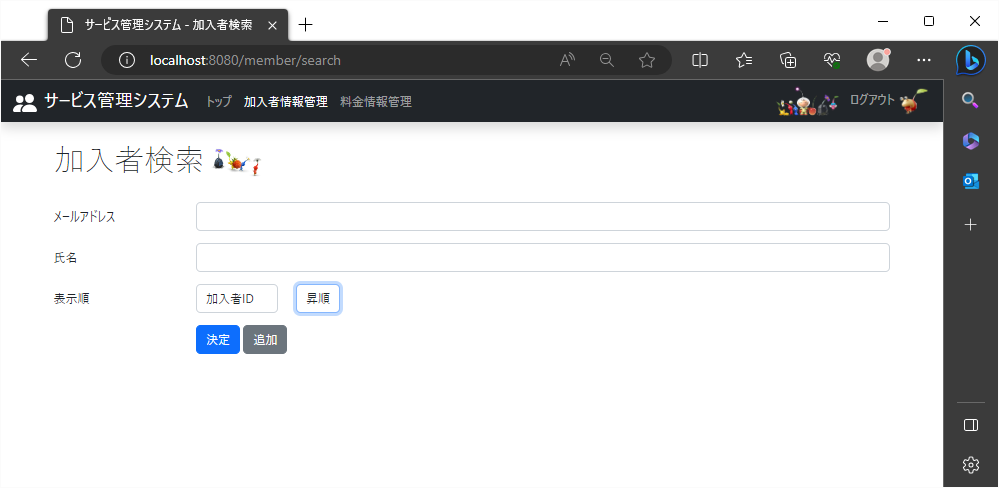 サービス管理システム - 加入者検索
localhost:8080/member/search
サービス管理システム トップ 加入者情報管理 料金情報管理 ログアウト
加入者検索
メールアドレス
氏名
表示順 加入者ID 昇順
決定 追加